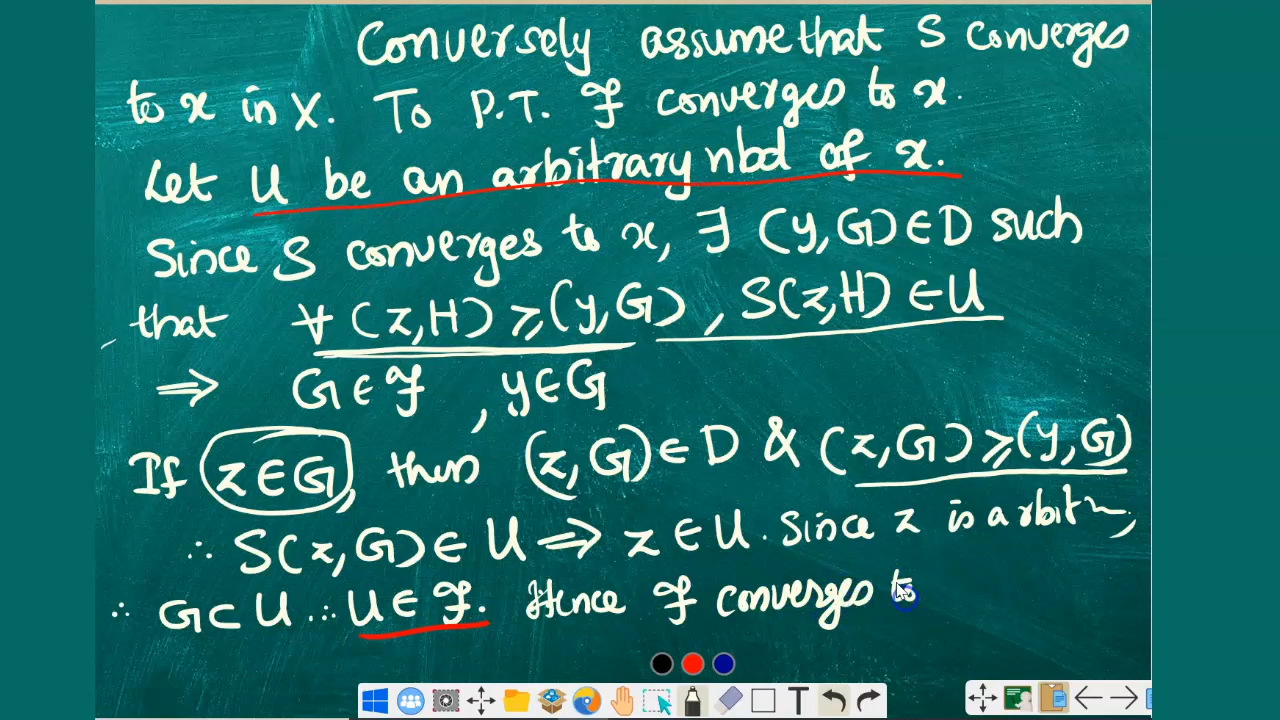 Conversely assume that S converges
to x in X. To P.T. ℱ converges to x.
Let U be an arbitrary nbd of x.
Since S converges to x, ∃ (y,G) ∈ D such
that ∀ (z,H) ⩾ (y,G), S(z,H) ∈ U
⇒ G ∈ ℱ, y ∈ G
If z ∈ G, then (z,G) ∈ D & (z,G) ⩾ (y,G)
∴ S(z,G) ∈ U ⇒ z ∈ U. Since z is arbit
∴ G ⊂ U ∴ U ∈ ℱ. Hence ℱ converges to
T